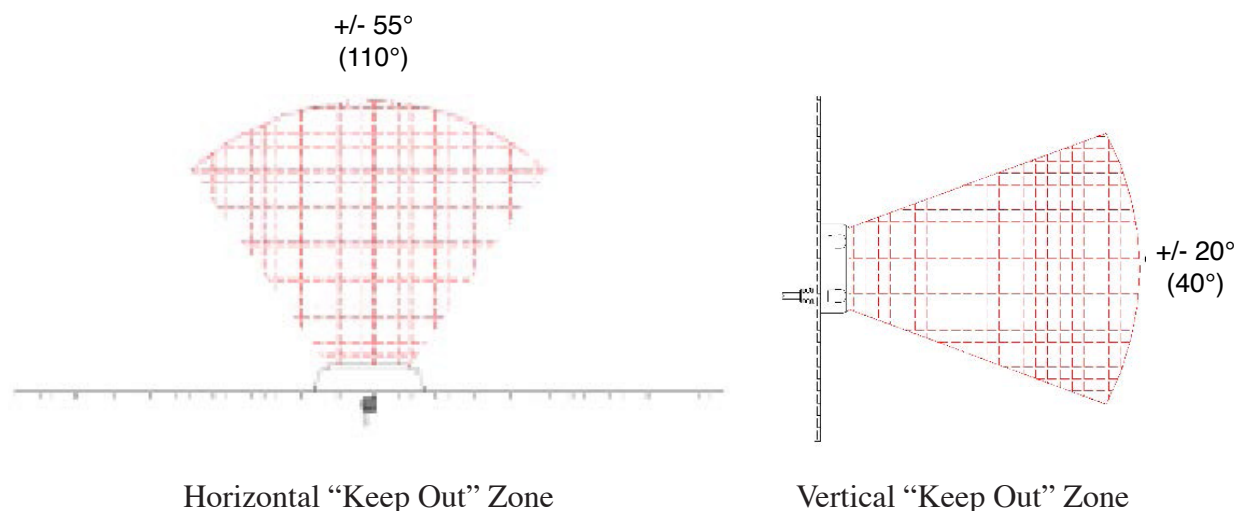 +/- 55°
(110°)
+/- 20°
(40°)
Horizontal “Keep Out” Zone
Vertical “Keep Out” Zone